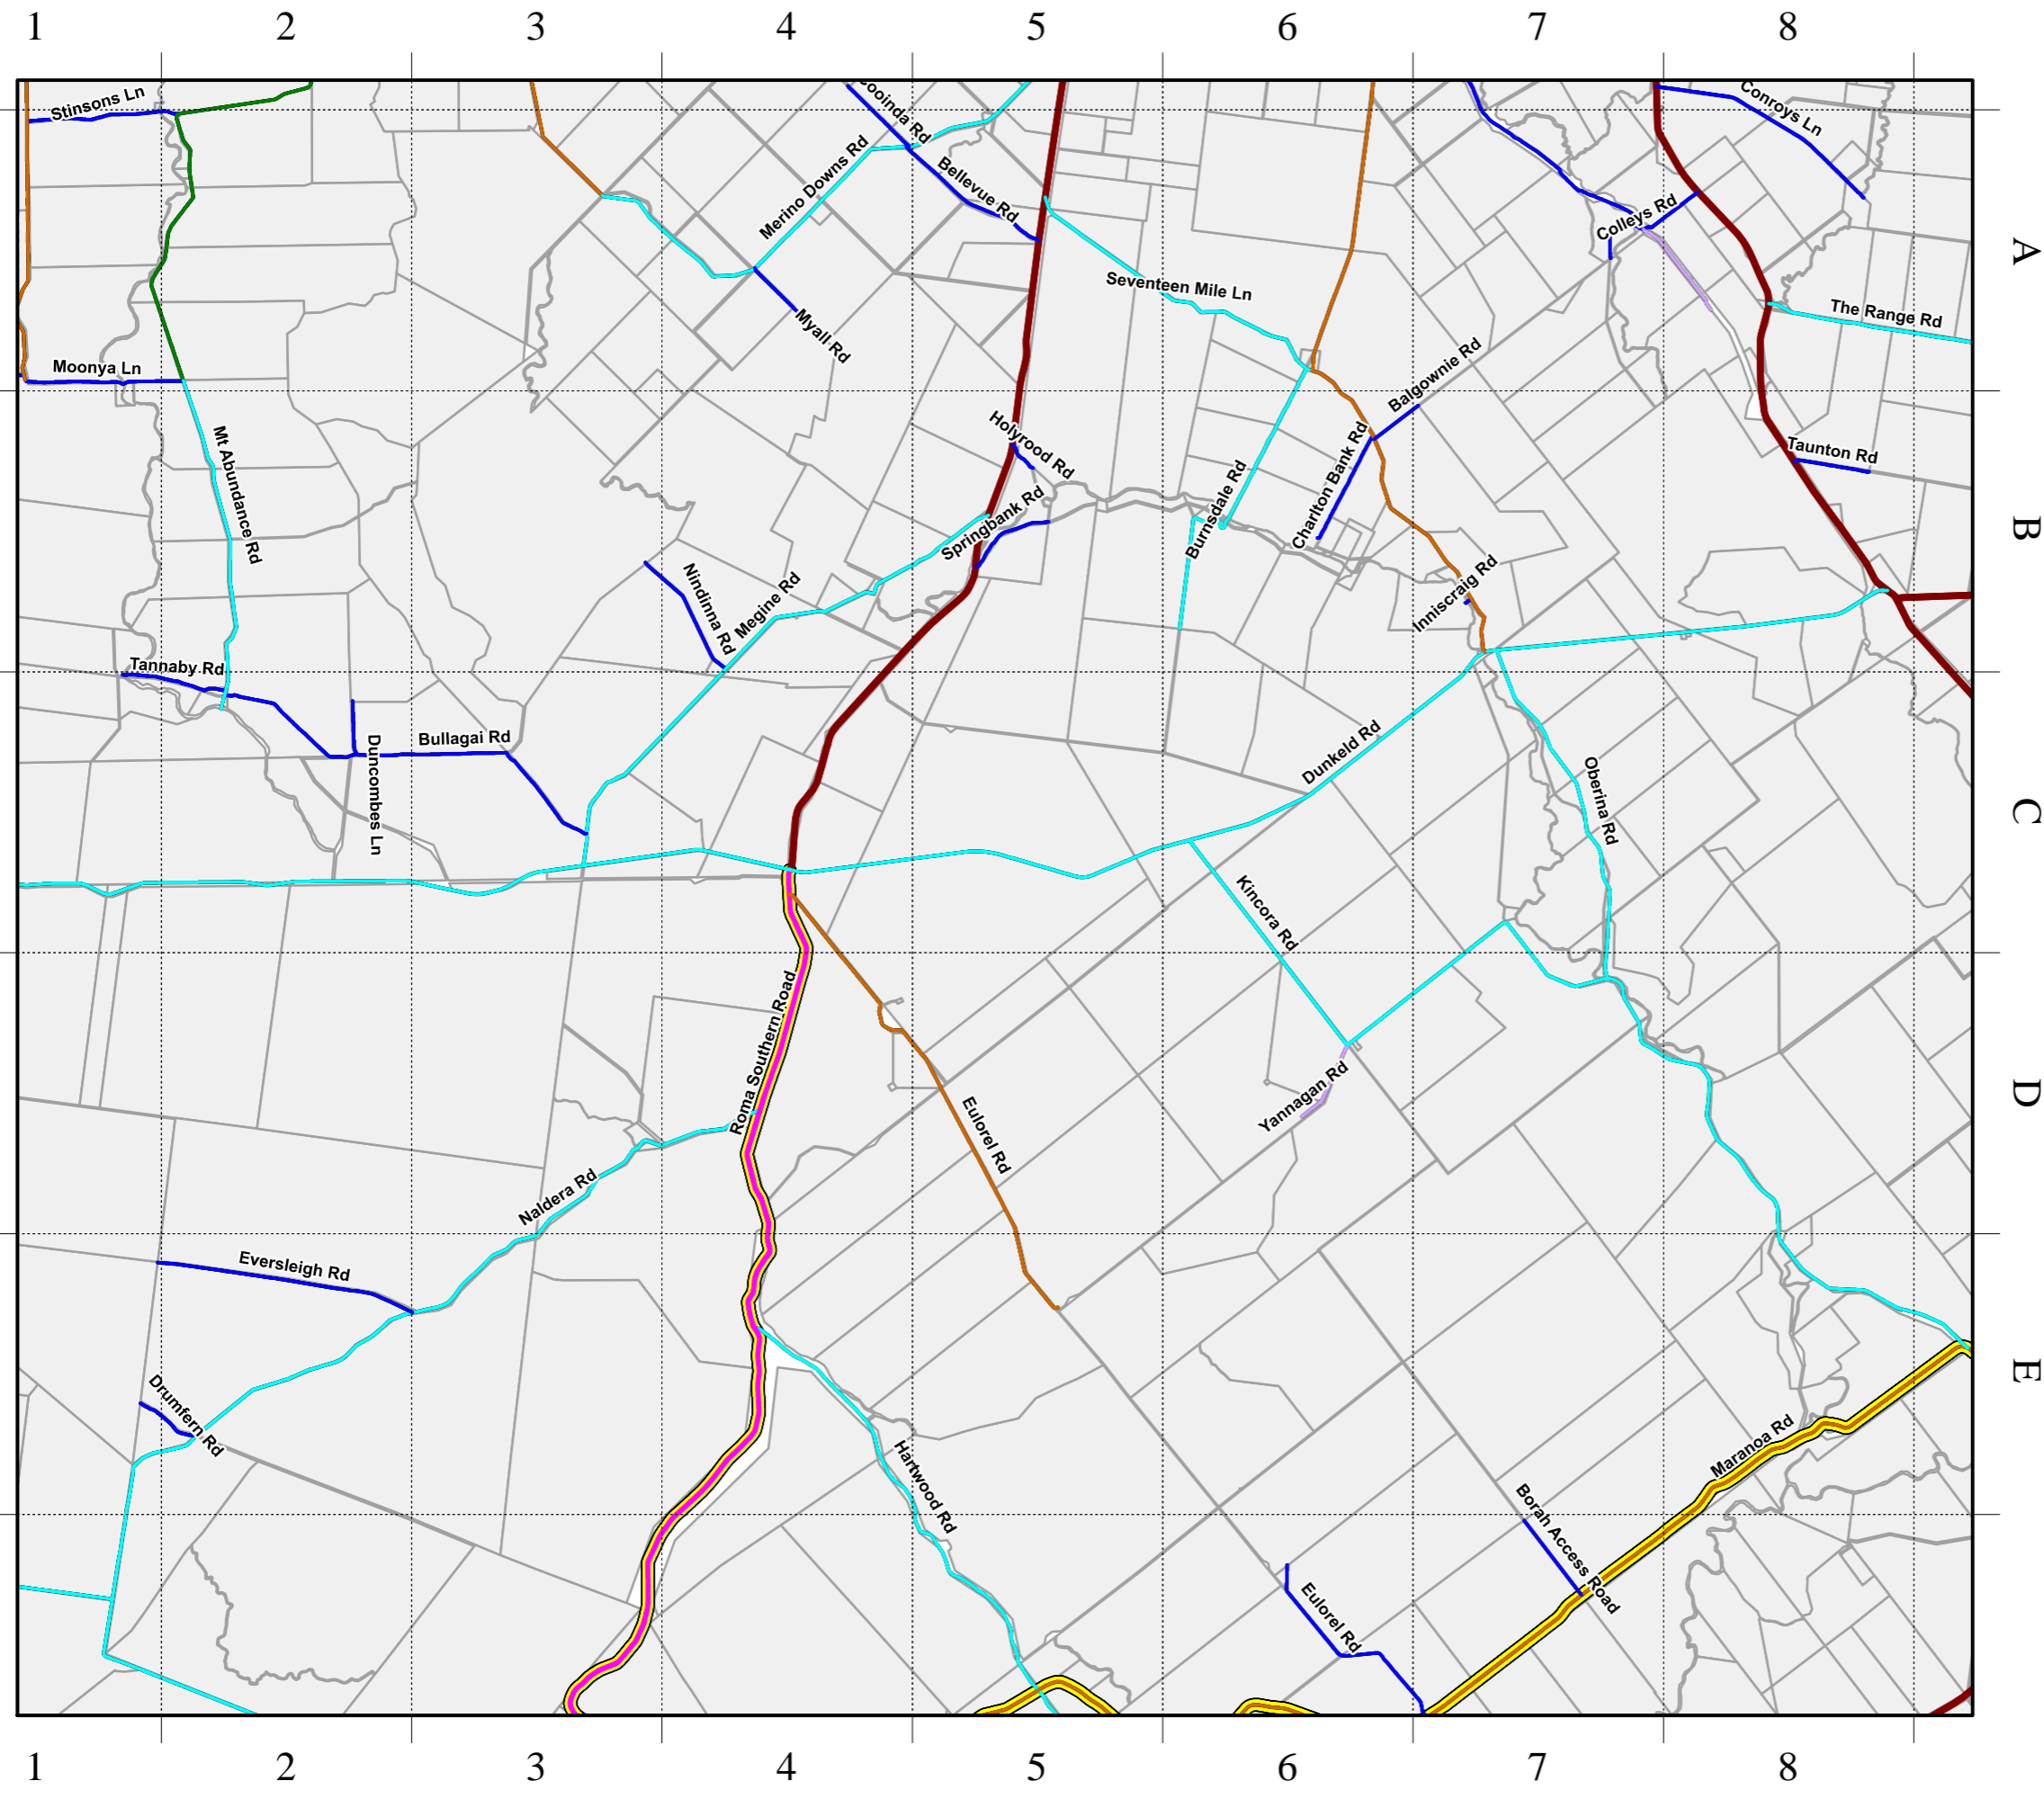 1 2 3 4 5 6 7 8
Stinsons Ln
ooinda Rd
Conroys Ln
Merino Downs Rd
Bellevue Rd
Colleys Rd
A
Seventeen Mile Ln
The Range Rd
Myall Rd
Moonya Ln
Balgownie Rd
Mt Abundance Rd
Holyrood Rd
Taunton Rd
Charlton Bank Rd
Burnsdale Rd
Springbank Rd
B
Nindinna Rd
Megine Rd
Inniscraig Rd
Tannaby Rd
Bullagai Rd
Duncombes Ln
Dunkeld Rd
Oberina Rd
C
Kincora Rd
Roma Southern Road
D
Yannagan Rd
Eulorel Rd
Naldera Rd
Eversleigh Rd
E
Drumfern Rd
Maranoa Rd
Hartwood Rd
Borah Access Road
Eulorel Rd
1 2 3 4 5 6 7 8